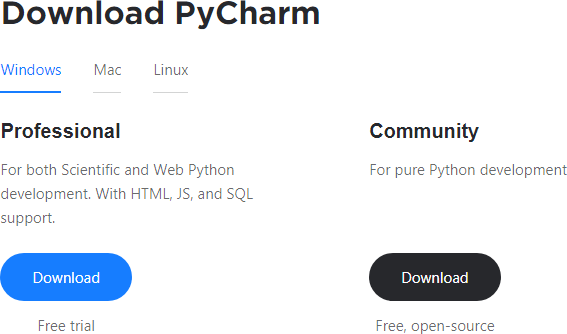 Download PyCharm
Windows Mac Linux
Professional
For both Scientific and Web Python
development. With HTML, JS, and SQL
support.
Download
Free trial
Community
For pure Python development
Download
Free, open-source